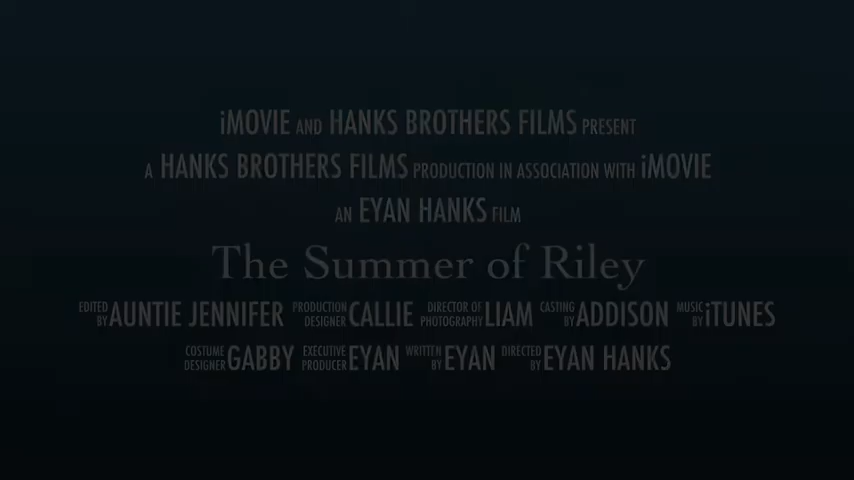 iMOVIE AND HANKS BROTHERS FILMS PRESENT
A HANKS BROTHERS FILMS PRODUCTION IN ASSOCIATION WITH iMOVIE
AN EYAN HANKS FILM
The Summer of Riley
EDITED BY AUNTIE JENNIFER PRODUCTION DESIGNER CALLIE DIRECTOR OF PHOTOGRAPHY LIAM CASTING BY ADDISON MUSIC BY iTUNES
COSTUME DESIGNER GABBY EXECUTIVE PRODUCER EYAN WRITTEN BY EYAN DIRECTED BY EYAN HANKS